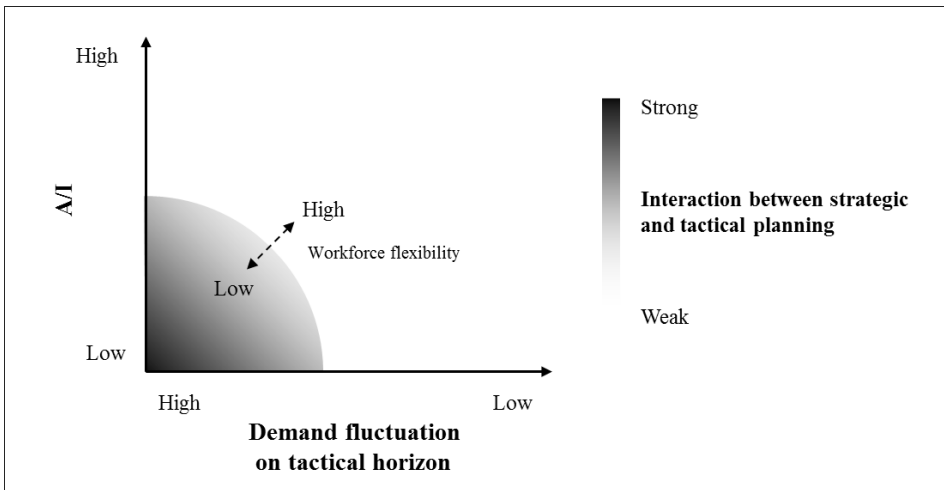 High
A/I
Low
High
Low
Demand fluctuation
on tactical horizon
High
Workforce flexibility
Low
Strong
Interaction between strategic
and tactical planning
Weak